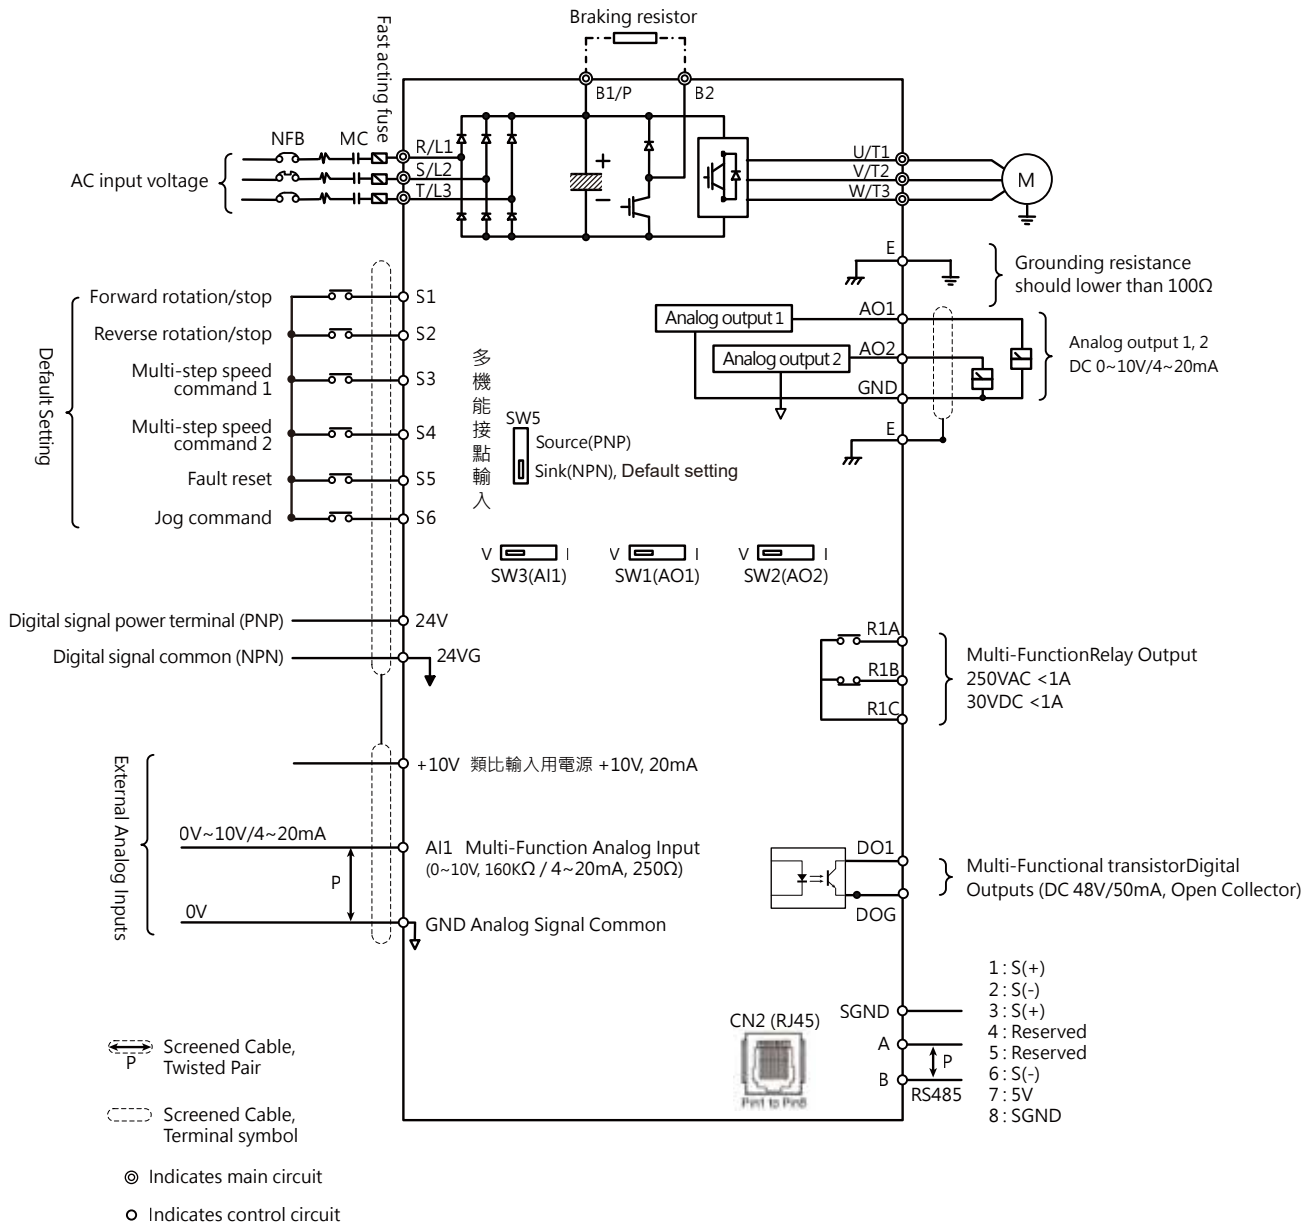 Braking resistor
Fast acting fuse
B1/P
B2
NFB
MC
R/L1
S/L2
T/L3
AC input voltage
U/T1
V/T2
W/T3
M
E
Grounding resistance
should lower than 100Ω
Default Setting
Forward rotation/stop
S1
Reverse rotation/stop
S2
Multi-step speed
command 1
S3
Multi-step speed
command 2
S4
Fault reset
S5
Jog command
S6
多機能接點輸入
SW5
Source(PNP)
Sink(NPN), Default setting
Analog output 1
AO1
Analog output 2
AO2
GND
E
Analog output 1, 2
DC 0~10V/4~20mA
V
I
SW3(AI1)
V
I
SW1(AO1)
V
I
SW2(AO2)
Digital signal power terminal (PNP)
24V
Digital signal common (NPN)
24VG
R1A
R1B
R1C
Multi-FunctionRelay Output
250VAC <1A
30VDC <1A
External Analog Inputs
+10V 類比輸入用電源 +10V, 20mA
0V~10V/4~20mA
AI1 Multi-Function Analog Input
(0~10V, 160KΩ / 4~20mA, 250Ω)
P
0V
GND Analog Signal Common
DO1
DOG
Multi-Functional transistorDigital
Outputs (DC 48V/50mA, Open Collector)
CN2 (RJ45)
Pin1 to Pin8
SGND
A
B
P
RS485
1 : S(+)
2 : S(-)
3 : S(+)
4 : Reserved
5 : Reserved
6 : S(-)
7 : 5V
8 : SGND
P
Screened Cable,
Twisted Pair
Screened Cable,
Terminal symbol
Indicates main circuit
Indicates control circuit